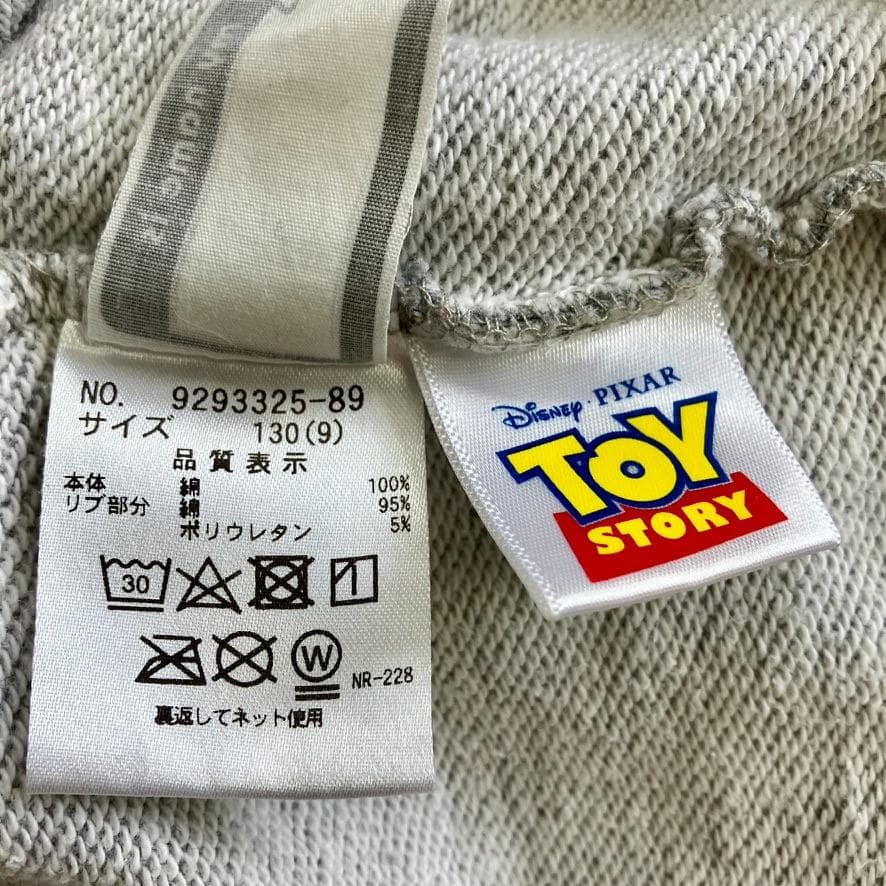 NO. 9293325-89
サイズ 130(9)
品質表示
本体 綿 100%
リブ部分 綿 95%
ポリウレタン 5%
30
W
NR-228
裏返してネット使用
DISNEY·PIXAR
TOY
STORY